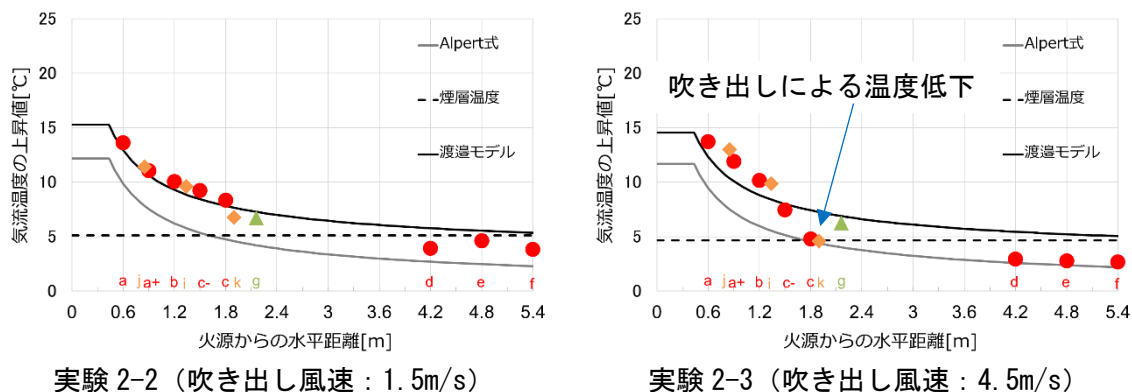 25
20
15
10
5
0
気流温度の上昇値[℃]
Alpert式
煙層温度
渡邉モデル
a j a+ b i c- c k g d e f
0 0.6 1.2 1.8 2.4 3 3.6 4.2 4.8 5.4
火源からの水平距離[m]
実験 2-2（吹き出し風速：1.5m/s）
25
20
15
10
5
0
気流温度の上昇値[℃]
Alpert式
煙層温度
渡邉モデル
吹き出しによる温度低下
a j a+ b i c- c k g d e f
0 0.6 1.2 1.8 2.4 3 3.6 4.2 4.8 5.4
火源からの水平距離[m]
実験 2-3（吹き出し風速：4.5m/s）